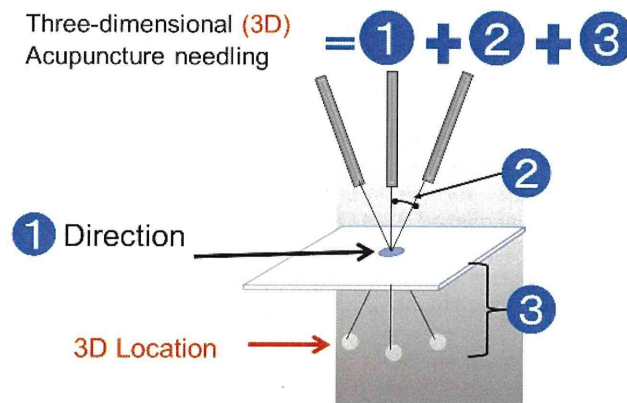 Three-dimensional (3D) = 1 + 2 + 3
Acupuncture needling
2
1 Direction
3
3D Location